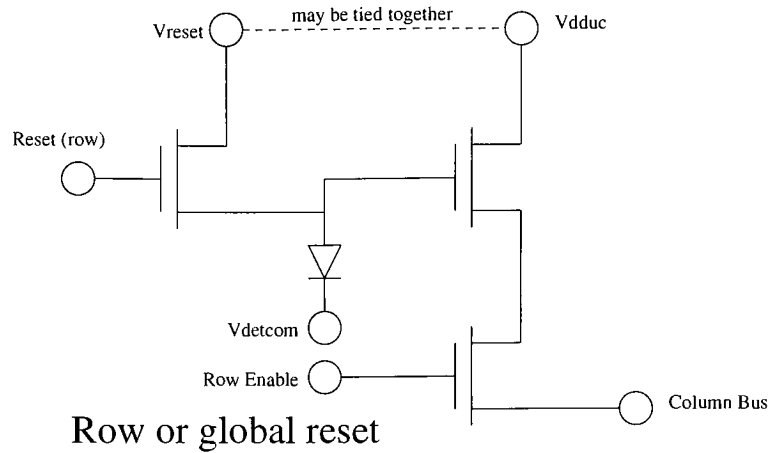 may be tied together
Vreset
Vdduc
Reset (row)
Vdetcom
Row Enable
Column Bus
Row or global reset